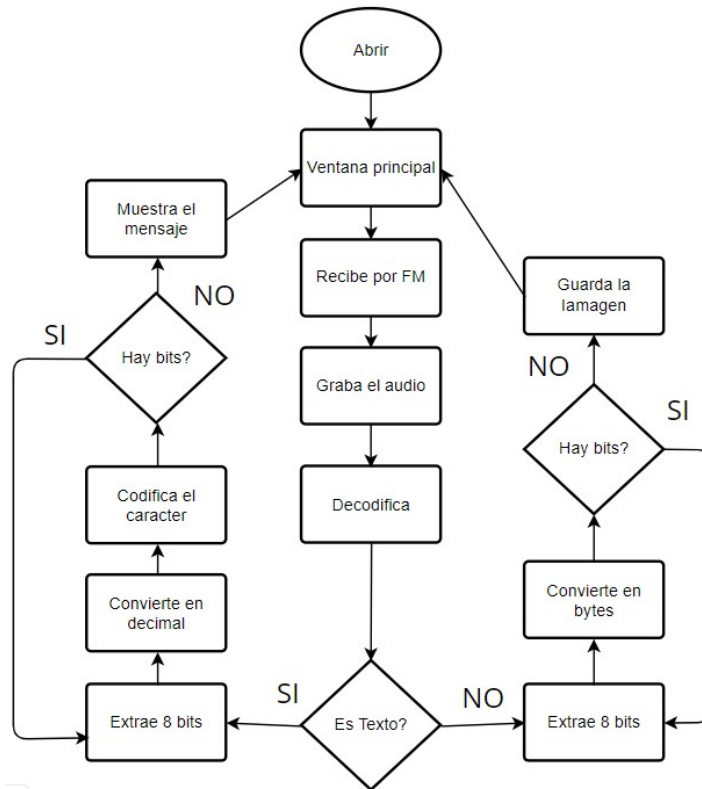 Abrir
Ventana principal
Muestra el
mensaje
Recibe por FM
Guarda la
Iamagen
NO
SI
Hay bits?
Graba el audio
NO
SI
Hay bits?
Codifica el
caracter
Decodifica
Convierte en
decimal
Convierte en
bytes
SI
NO
Extrae 8 bits
Es Texto?
Extrae 8 bits